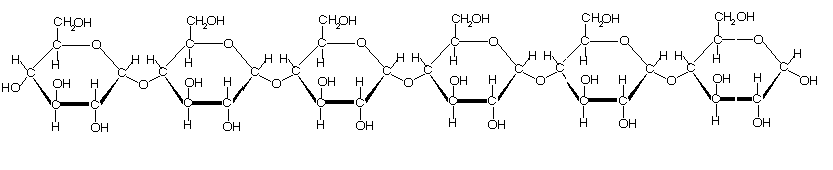 CH2OH CH2OH CH2OH CH2OH CH2OH CH2OH
C O C O C O C O C O C O
H H H H H H H H H H H H H H H H H H
C C C C C C C C C C C C
HO OH H O OH H O OH H O OH H O OH H O OH H OH
C C C C C C C C C C C C
H OH H OH H OH H OH H OH H OH